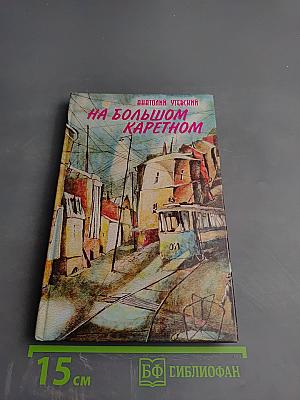 АНАТОЛИЙ УТЕВСКИЙ
НА БОЛЬШОМ
КАРЕТНОМ
15 см
БФ БИБЛИОФАН